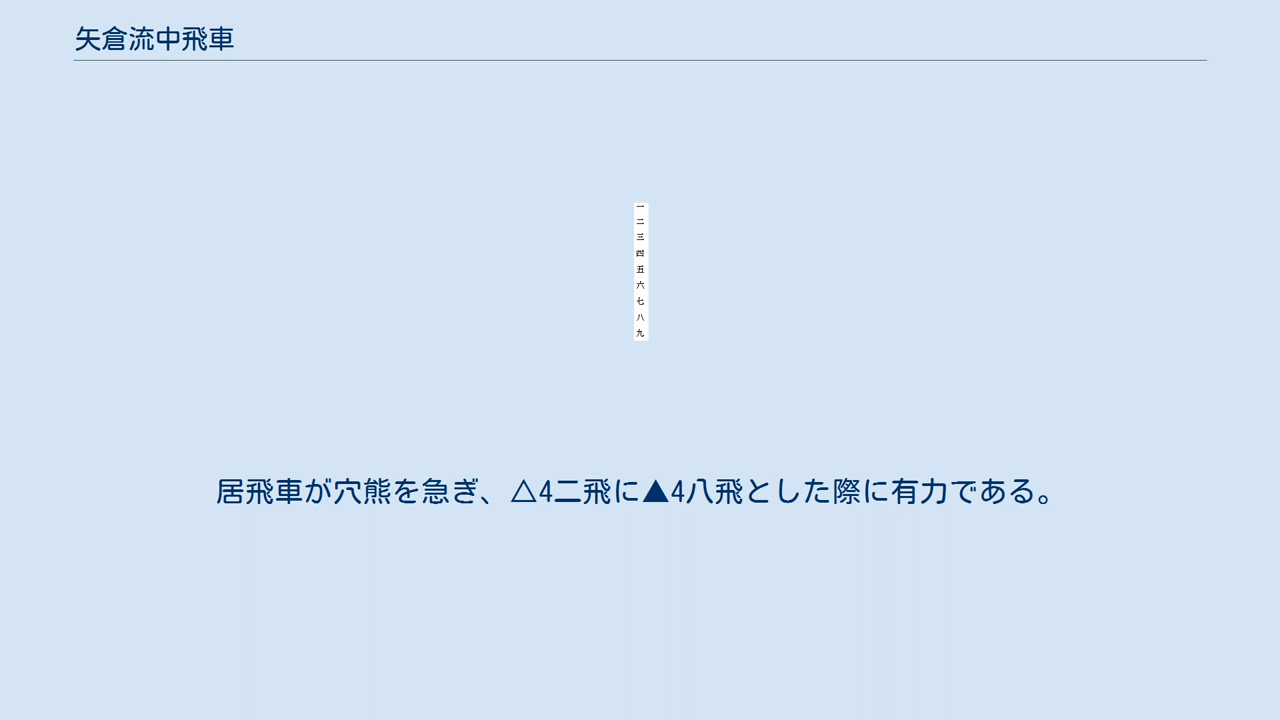 矢倉流中飛車
一
二
三
四
五
六
七
八
九
居飛車が穴熊を急ぎ、△4二飛に▲4八飛とした際に有力である。